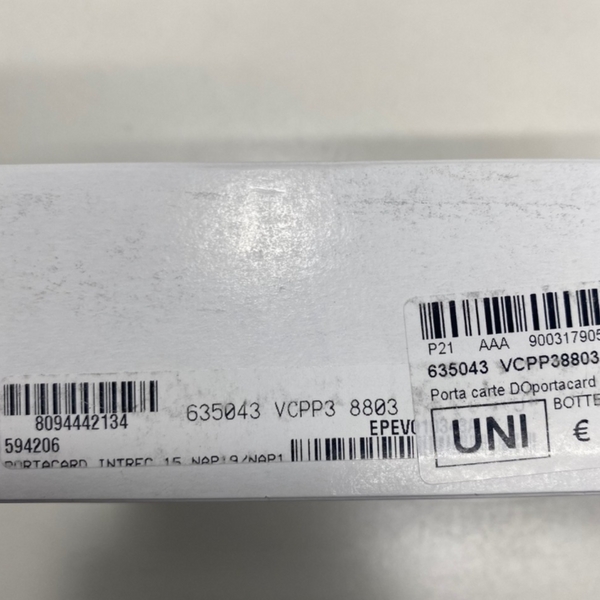 8094442134
594206
PORTACARD INTREC 15 NAP19/NAP1
635043 VCPP3 8803
EPEVC
P21 AAA 900317905
635043 VCPP38803
Porta carte DOportacard
BOTTE
UNI €